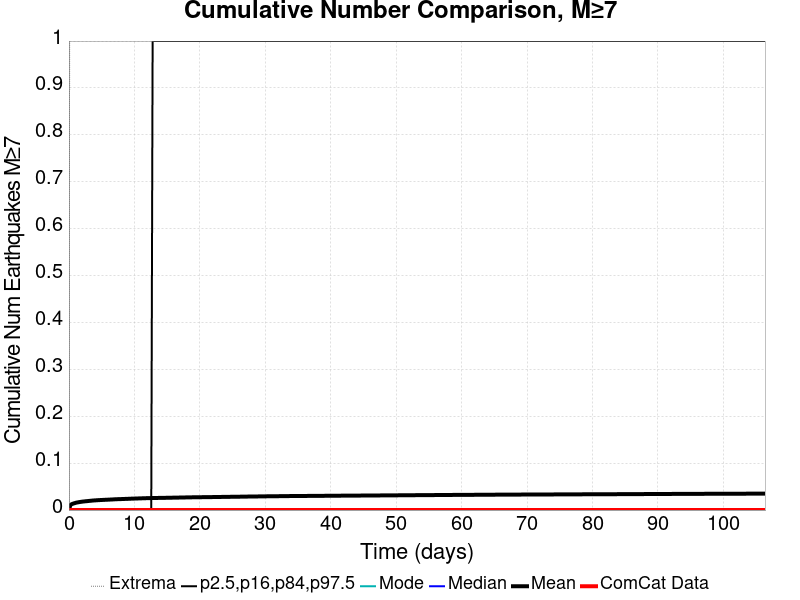 Cumulative Number Comparison, M≥7
Cumulative Num Earthquakes M≥7
1
0.9
0.8
0.7
0.6
0.5
0.4
0.3
0.2
0.1
0
0 10 20 30 40 50 60 70 80 90 100
Time (days)
Extrema p2.5,p16,p84,p97.5 Mode Median Mean ComCat Data